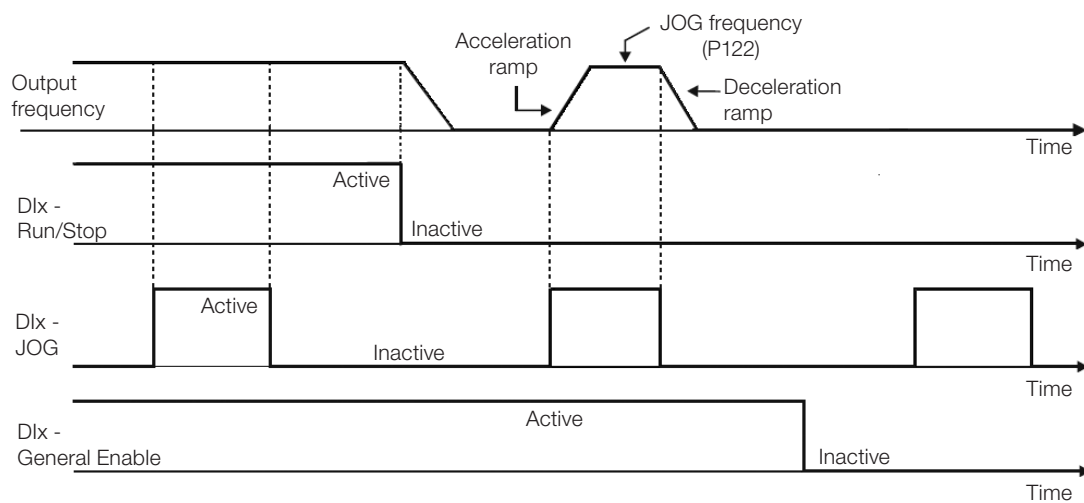 JOG frequency
(P122)
Acceleration
ramp
Output
frequency
Deceleration
ramp
Time
DIx -
Run/Stop
Active
Inactive
Time
DIx -
JOG
Active
Inactive
Time
DIx -
General Enable
Active
Inactive
Time